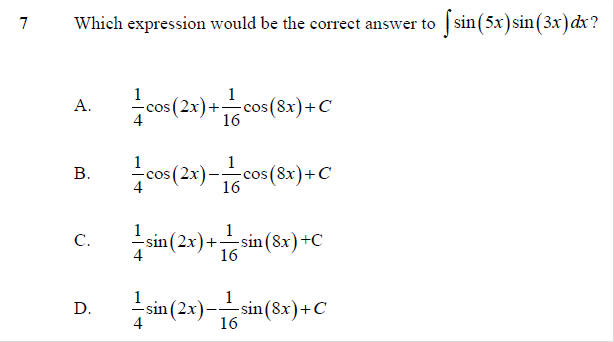 7 Which expression would be the correct answer to ∫sin(5x)sin(3x)dx?
A. 1/4 cos(2x)+1/16 cos(8x)+C
B. 1/4 cos(2x)−1/16 cos(8x)+C
C. 1/4 sin(2x)+1/16 sin(8x)+C
D. 1/4 sin(2x)−1/16 sin(8x)+C